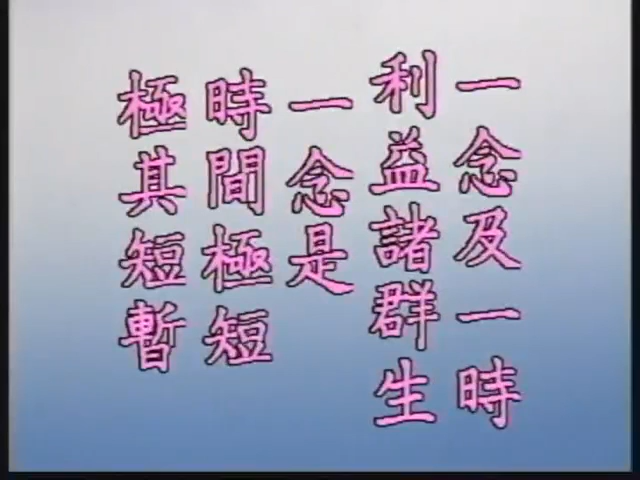 一念及一時
利益諸群生
一念是
時間極短
極其短暫